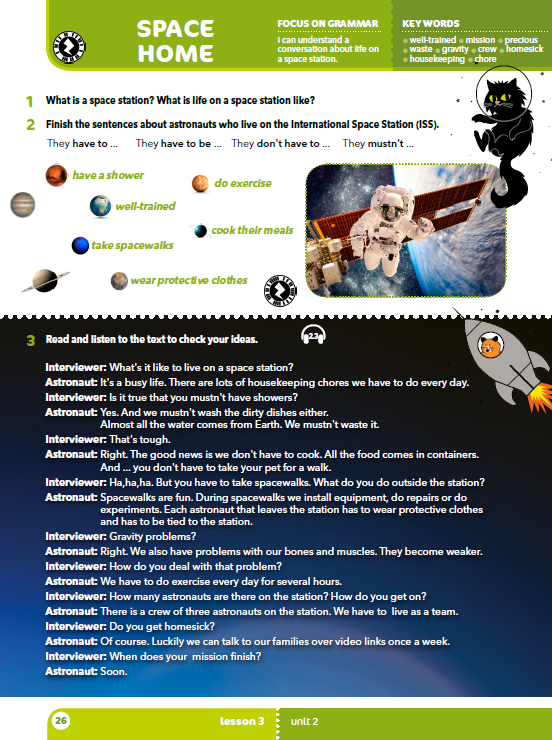 SPACE
HOME
FOCUS ON GRAMMAR
I can understand a
conversation about life on
a space station.
KEY WORDS
well-trained mission precious
waste gravity crew homesick
housekeeping chore
1 What is a space station? What is life on a space station like?
2 Finish the sentences about astronauts who live on the International Space Station (ISS).
They have to ... They have to be ... They don't have to ... They mustn't ...
have a shower
do exercise
well-trained
cook their meals
take spacewalks
wear protective clothes
3 Read and listen to the text to check your ideas.
2.3
Interviewer: What's it like to live on a space station?
Astronaut: It's a busy life. There are lots of housekeeping chores we have to do every day.
Interviewer: Is it true that you mustn't have showers?
Astronaut: Yes. And we mustn't wash the dirty dishes either.
Almost all the water comes from Earth. We mustn't waste it.
Interviewer: That's tough.
Astronaut: Right. The good news is we don't have to cook. All the food comes in containers.
And ... you don't have to take your pet for a walk.
Interviewer: Ha,ha,ha. But you have to take spacewalks. What do you do outside the station?
Astronaut: Spacewalks are fun. During spacewalks we install equipment, do repairs or do
experiments. Each astronaut that leaves the station has to wear protective clothes
and has to be tied to the station.
Interviewer: Gravity problems?
Astronaut: Right. We also have problems with our bones and muscles. They become weaker.
Interviewer: How do you deal with that problem?
Astronaut: We have to do exercise every day for several hours.
Interviewer: How many astronauts are there on the station? How do you get on?
Astronaut: There is a crew of three astronauts on the station. We have to live as a team.
Interviewer: Do you get homesick?
Astronaut: Of course. Luckily we can talk to our families over video links once a week.
Interviewer: When does your mission finish?
Astronaut: Soon.
26 lesson 3 unit 2